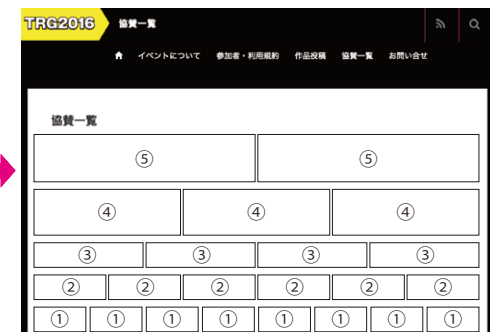 TRG2016 協賛一覧
イベントについて 参加者・利用規約 作品投稿 協賛一覧 お問い合せ
協賛一覧
⑤ ⑤
④ ④ ④
③ ③ ③ ③
② ② ② ② ② ②
① ① ① ① ① ① ① ①